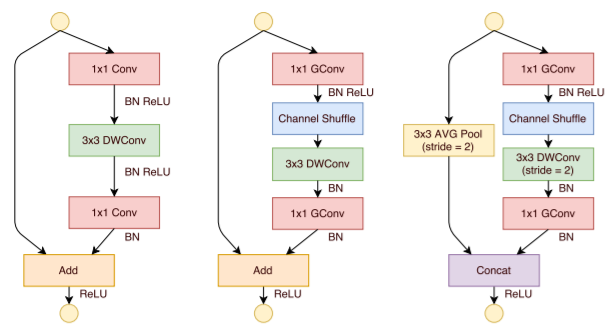 1x1 Conv
BN ReLU
3x3 DWConv
BN ReLU
1x1 Conv
BN
Add
ReLU
1x1 GConv
BN ReLU
Channel Shuffle
3x3 DWConv
BN
1x1 GConv
BN
Add
ReLU
3x3 AVG Pool
(stride = 2)
1x1 GConv
BN ReLU
Channel Shuffle
3x3 DWConv
(stride = 2)
BN
1x1 GConv
BN
Concat
ReLU